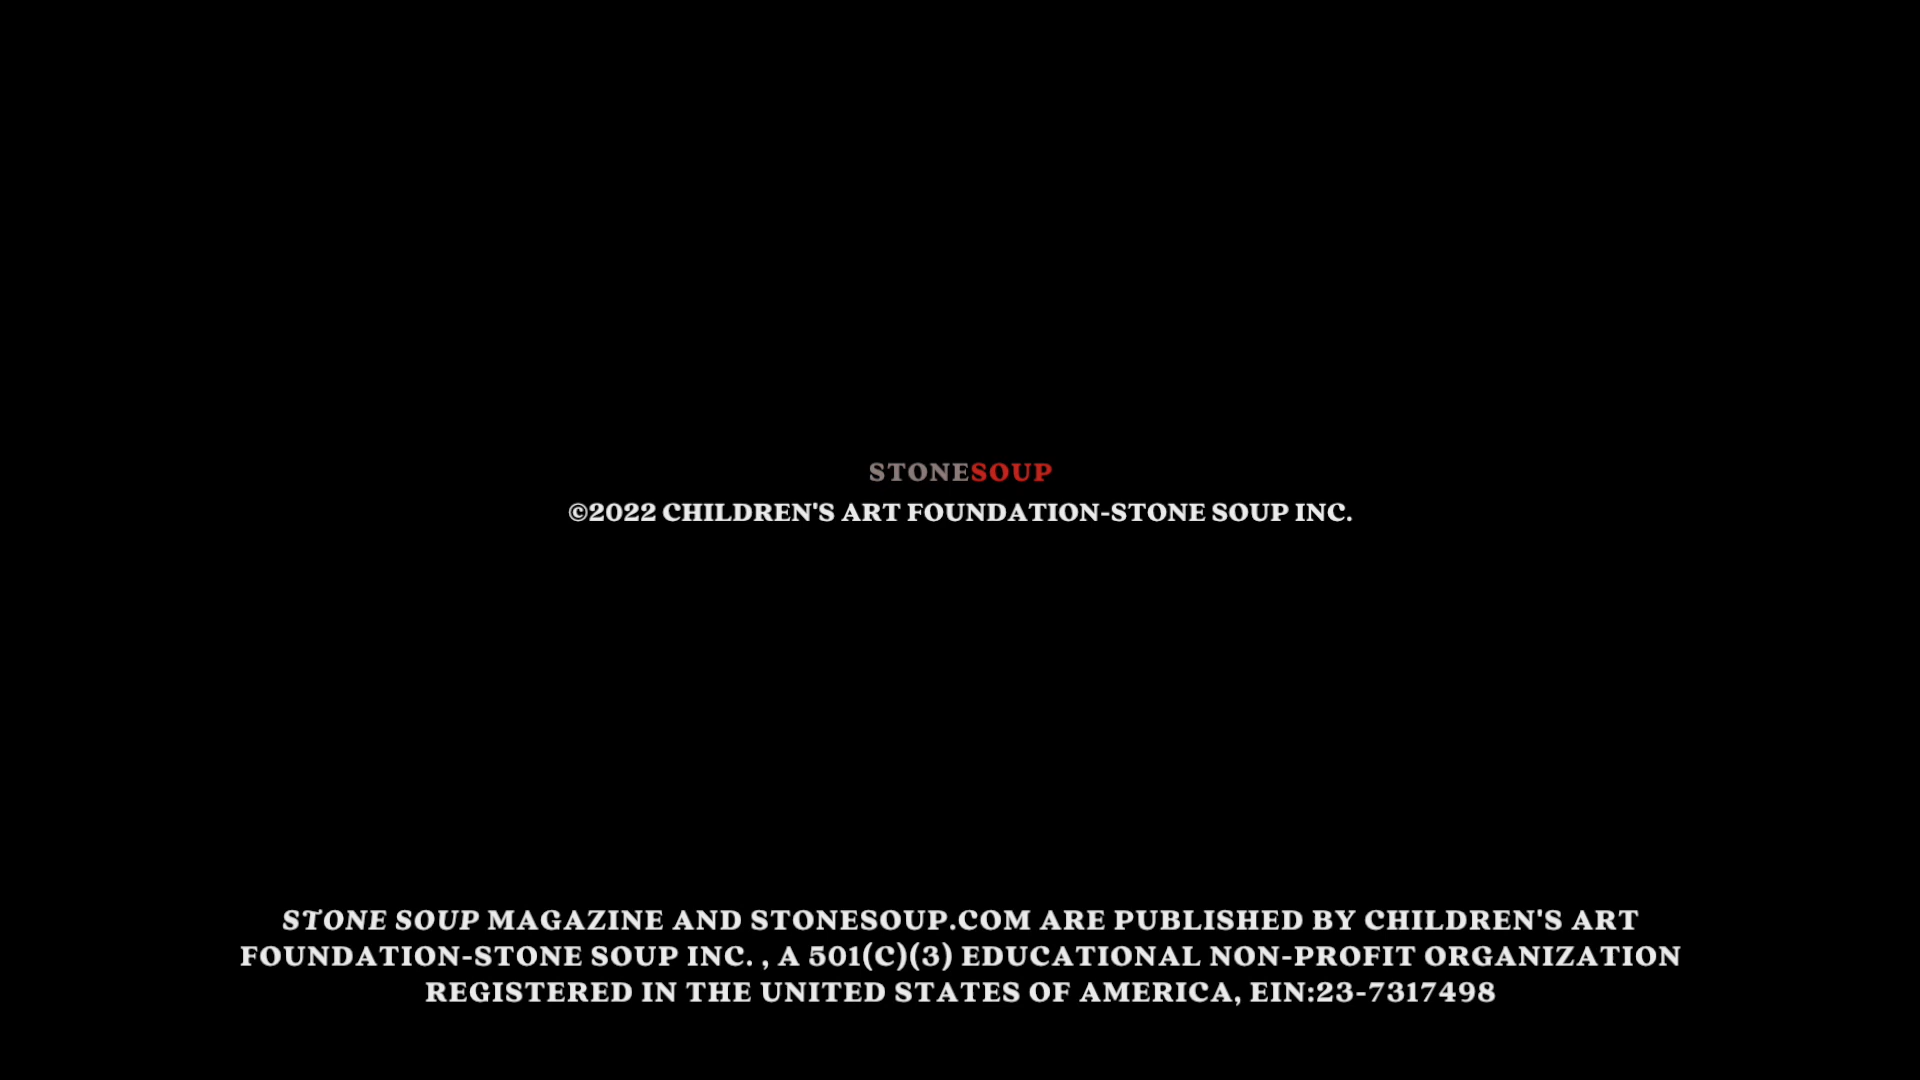 STONESOUP
©2022 CHILDREN'S ART FOUNDATION-STONE SOUP INC.
STONE SOUP MAGAZINE AND STONESOUP.COM ARE PUBLISHED BY CHILDREN'S ART
FOUNDATION-STONE SOUP INC. , A 501(C)(3) EDUCATIONAL NON-PROFIT ORGANIZATION
REGISTERED IN THE UNITED STATES OF AMERICA, EIN:23-7317498